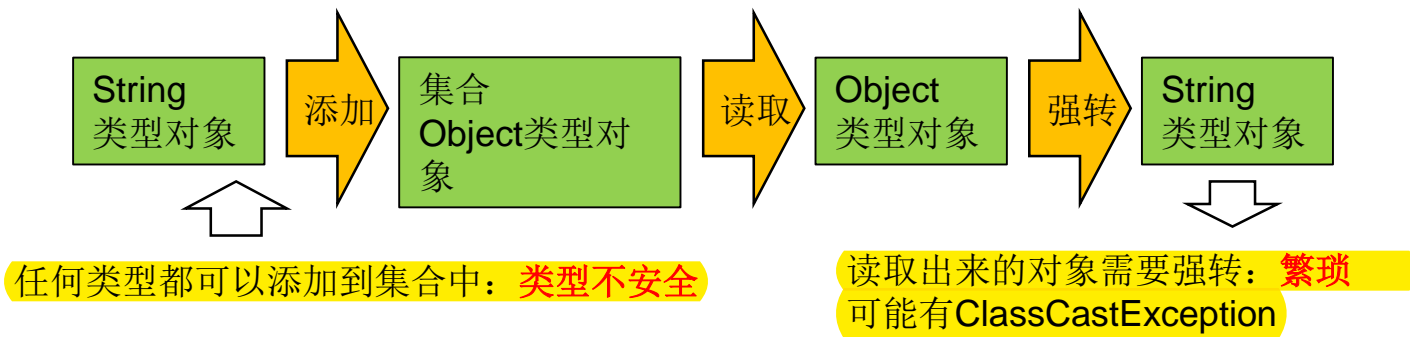 String
类型对象
添加
集合
Object类型对
象
读取
Object
类型对象
强转
String
类型对象
任何类型都可以添加到集合中：类型不安全
读取出来的对象需要强转：繁琐
可能有ClassCastException